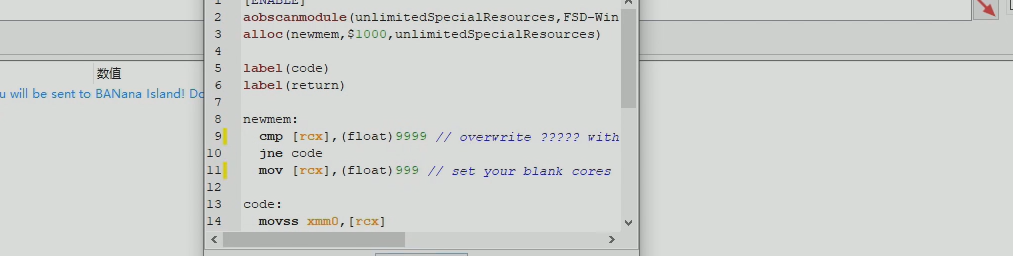 数值
u will be sent to BANana Island! Do
1 [ENABLE]
2 aobscanmodule(unlimitedSpecialResources,FSD-Win
3 alloc(newmem,$1000,unlimitedSpecialResources)
4
5 label(code)
6 label(return)
7
8 newmem:
9 cmp [rcx],(float)9999 // overwrite ????? with
10 jne code
11 mov [rcx],(float)999 // set your blank cores
12
13 code:
14 movss xmm0,[rcx]